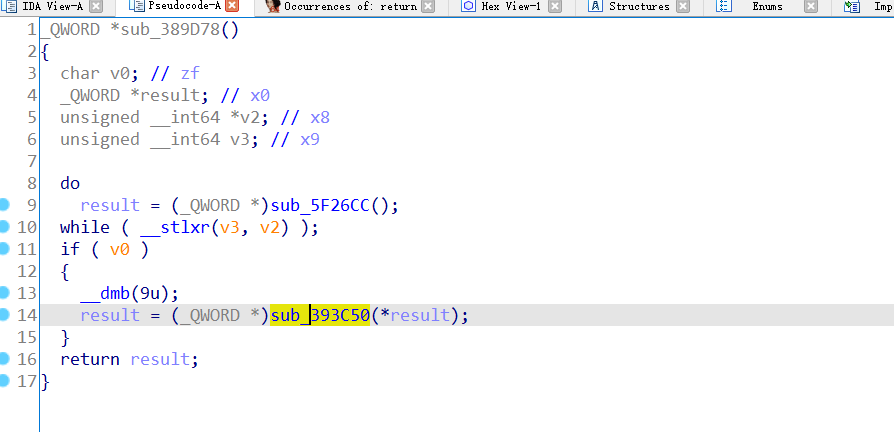 IDA View-A Pseudocode-A Occurrences of: return Hex View-1 Structures Enums Imp
1 _QWORD *sub_389D78()
2 {
3 char v0; // zf
4 _QWORD *result; // x0
5 unsigned __int64 *v2; // x8
6 unsigned __int64 v3; // x9
7
8 do
9 result = (_QWORD *)sub_5F26CC();
10 while ( __stlxr(v3, v2) );
11 if ( v0 )
12 {
13 __dmb(9u);
14 result = (_QWORD *)sub_393C50(*result);
15 }
16 return result;
17 }